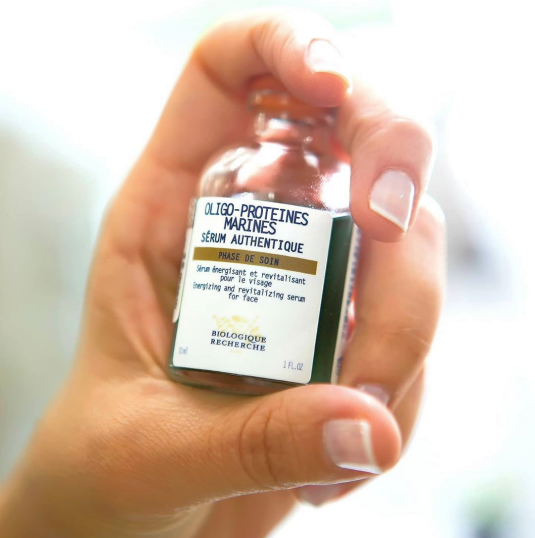 OLIGO-PROTEINES
MARINES
SÉRUM AUTHENTIQUE
PHASE DE SOIN
Sérum énergisant et revitalisant
pour le visage
Energizing and revitalizing serum
for face
BIOLOGIQUE
RECHERCHE
1 FL.OZ